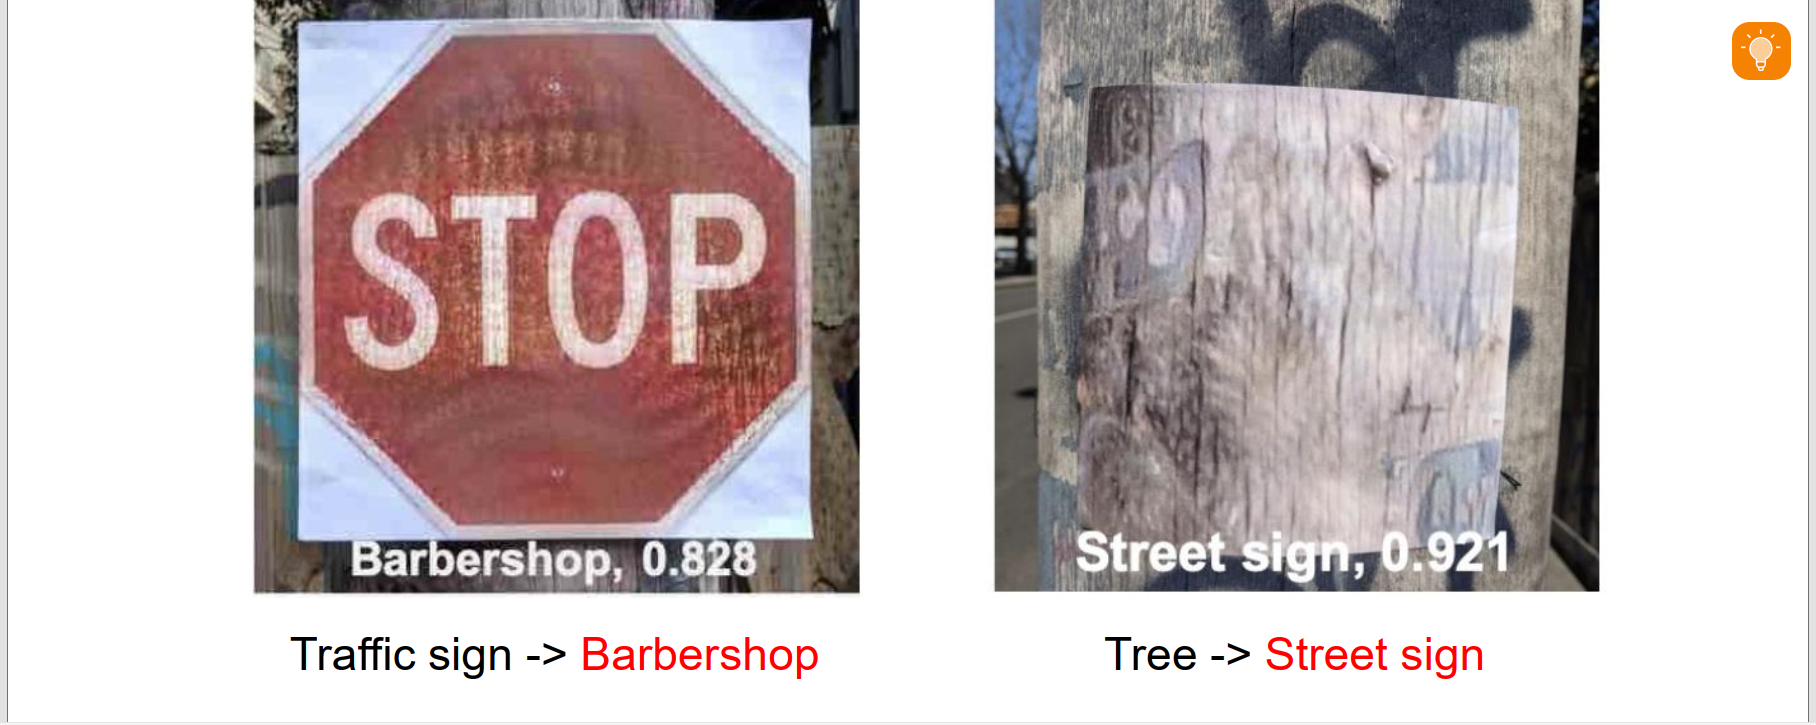 STOP
Barbershop, 0.828
Street sign, 0.921
Traffic sign -> Barbershop
Tree -> Street sign